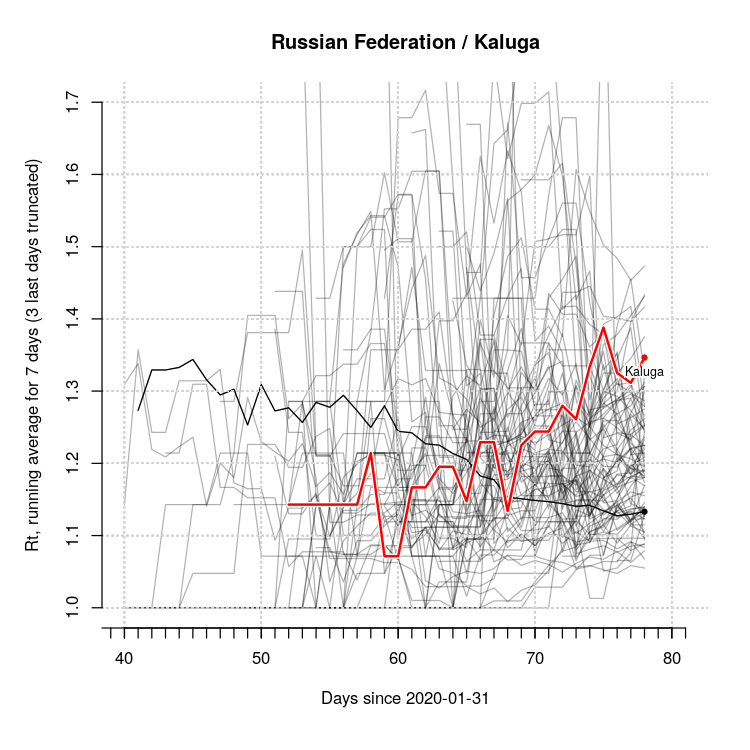 Russian Federation / Kaluga
Rt, running average for 7 days (3 last days truncated)
1.7
1.6
1.5
1.4
1.3
1.2
1.1
1.0
Kaluga
40 50 60 70 80
Days since 2020-01-31